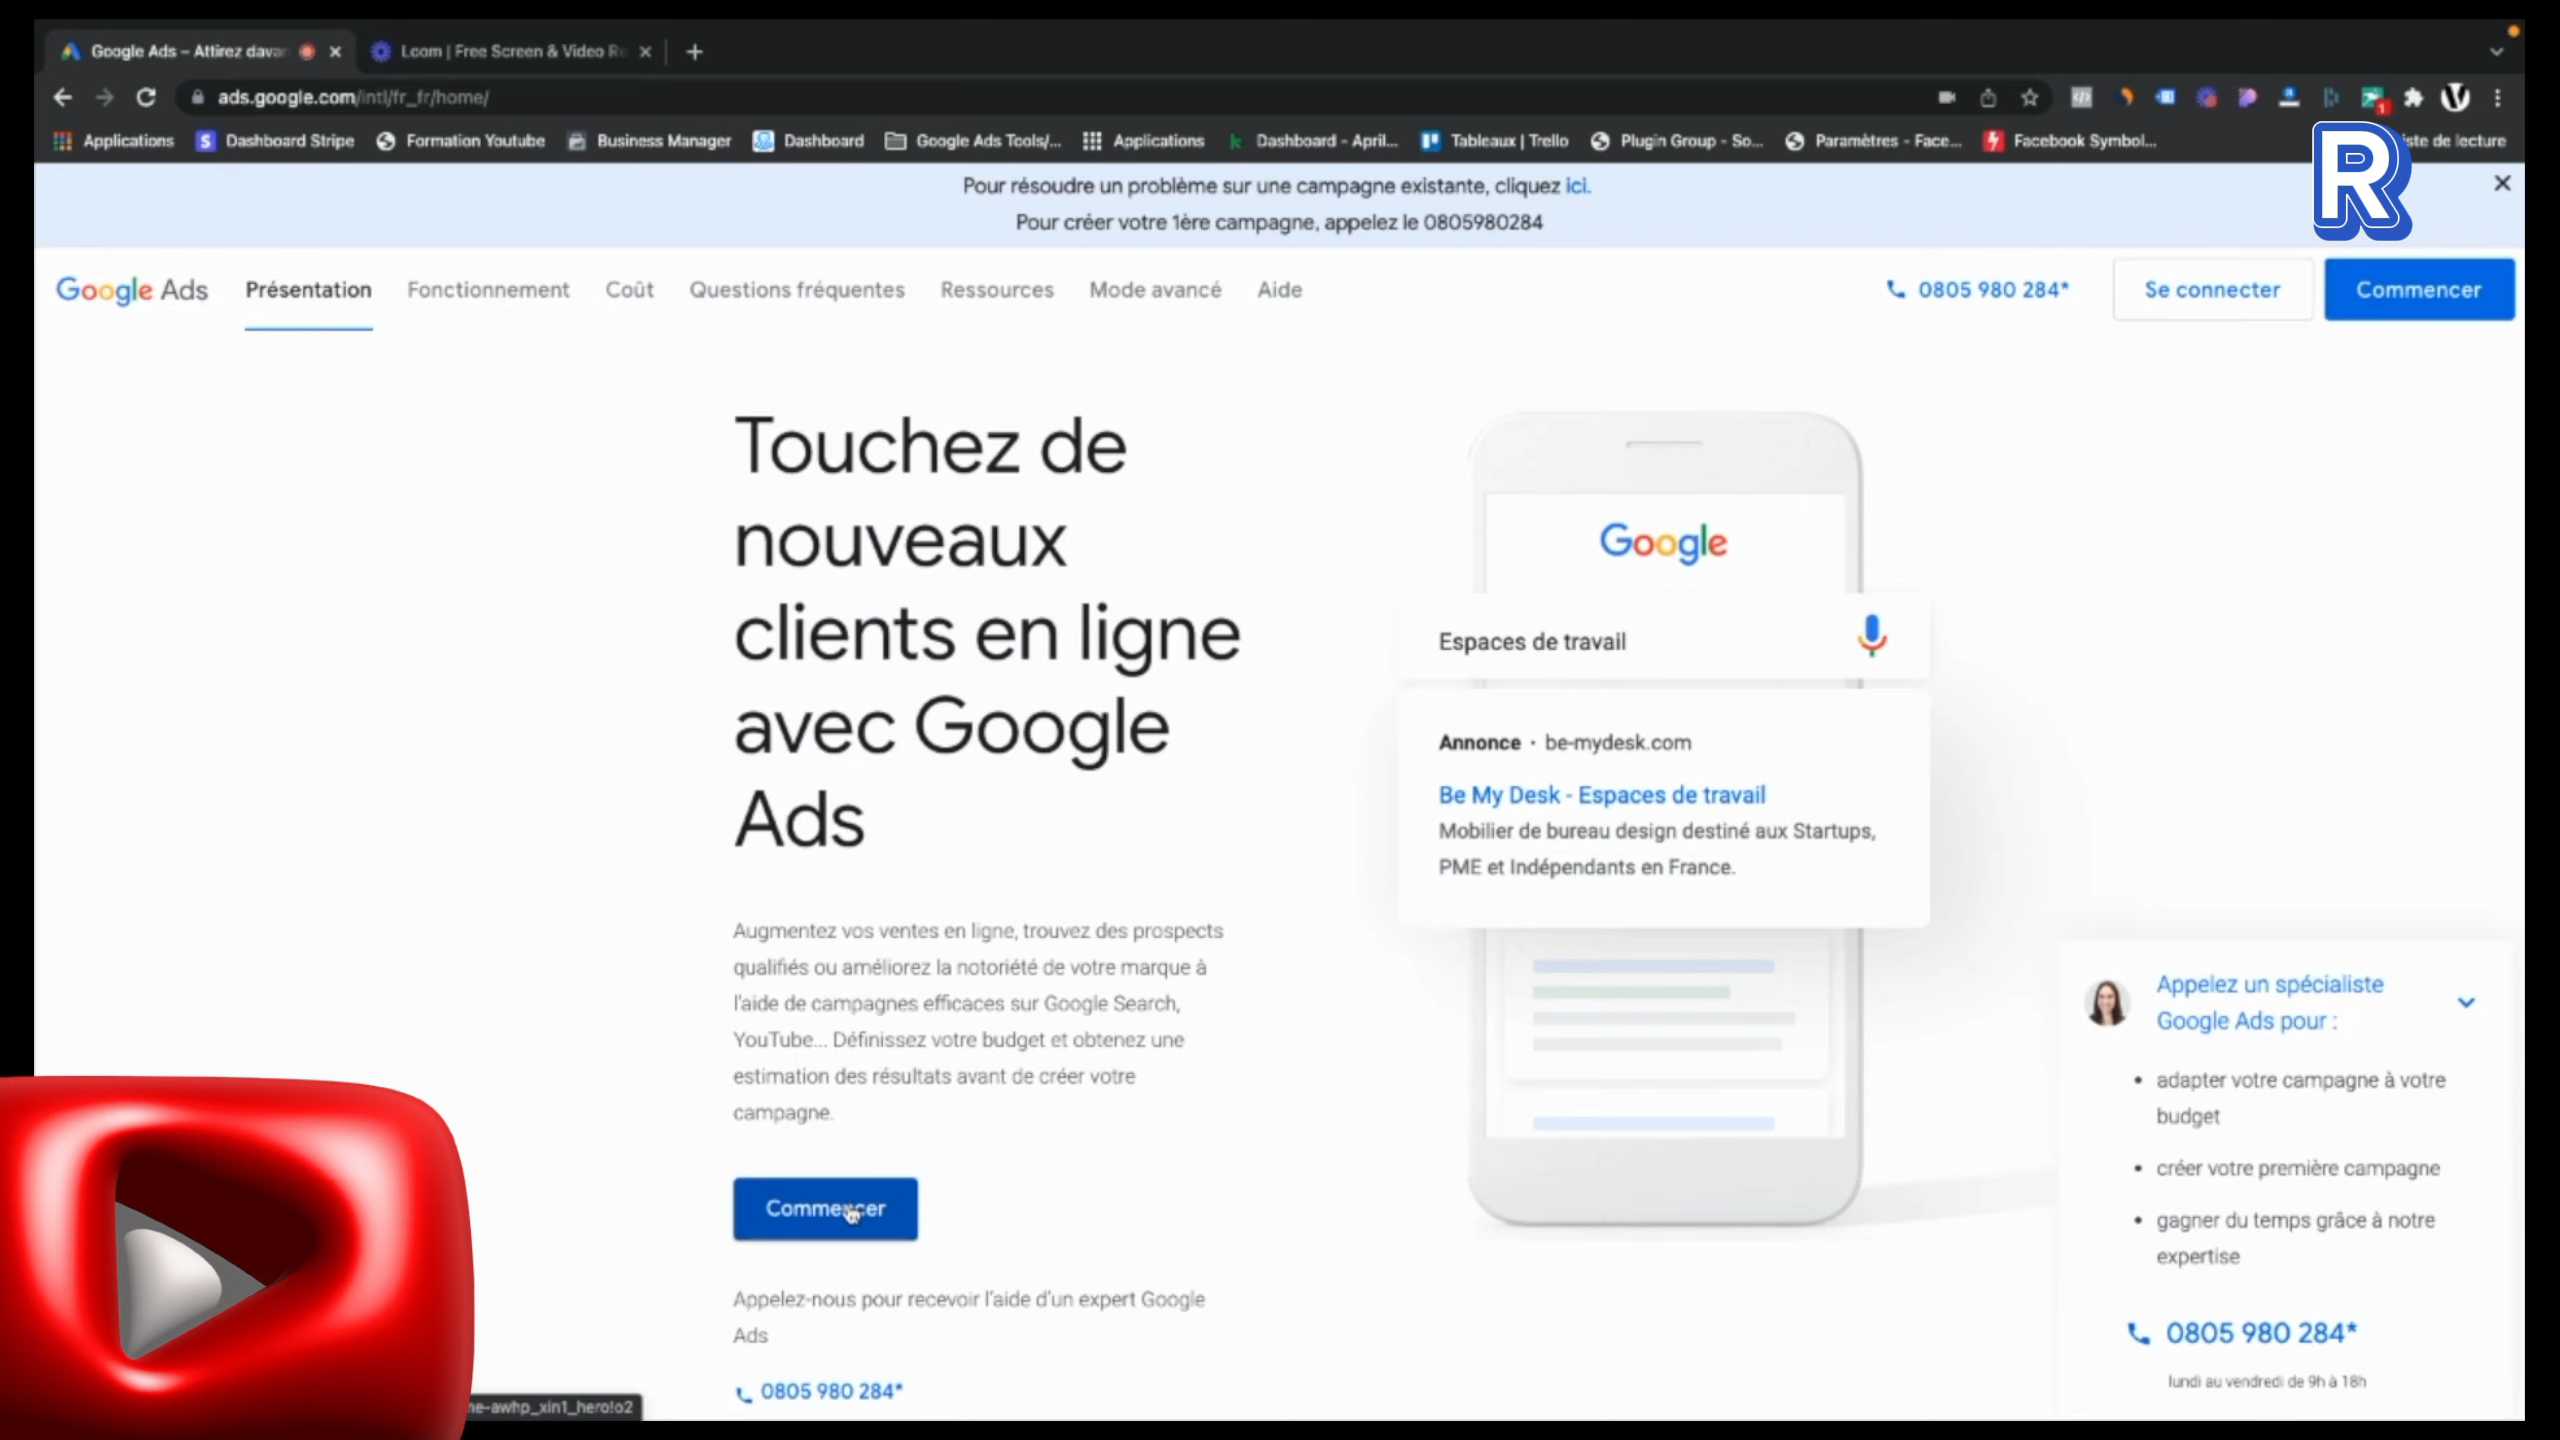 Google Ads – Attirez davan
Loom | Free Screen & Video Re
ads.google.com/intl/fr_fr/home/
Applications
Dashboard Stripe
Formation Youtube
Business Manager
Dashboard
Google Ads Tools/...
Applications
Dashboard - April...
Tableaux | Trello
Plugin Group - So...
Paramètres - Face...
Facebook Symbol...
iste de lecture
R
Pour résoudre un problème sur une campagne existante, cliquez ici.
Pour créer votre 1ère campagne, appelez le 0805980284
Google Ads
Présentation
Fonctionnement
Coût
Questions fréquentes
Ressources
Mode avancé
Aide
0805 980 284*
Se connecter
Commencer
Touchez de
nouveaux
clients en ligne
avec Google
Ads
Augmentez vos ventes en ligne, trouvez des prospects
qualifiés ou améliorez la notoriété de votre marque à
l'aide de campagnes efficaces sur Google Search,
YouTube... Définissez votre budget et obtenez une
estimation des résultats avant de créer votre
campagne.
Commencer
Appelez-nous pour recevoir l'aide d'un expert Google
Ads
0805 980 284*
Google
Espaces de travail
Annonce · be-mydesk.com
Be My Desk - Espaces de travail
Mobilier de bureau design destiné aux Startups,
PME et Indépendants en France.
Appelez un spécialiste
Google Ads pour :
• adapter votre campagne à votre
budget
• créer votre première campagne
• gagner du temps grâce à notre
expertise
0805 980 284*
lundi au vendredi de 9h à 18h
ne-awhp_xin1_hero!o2